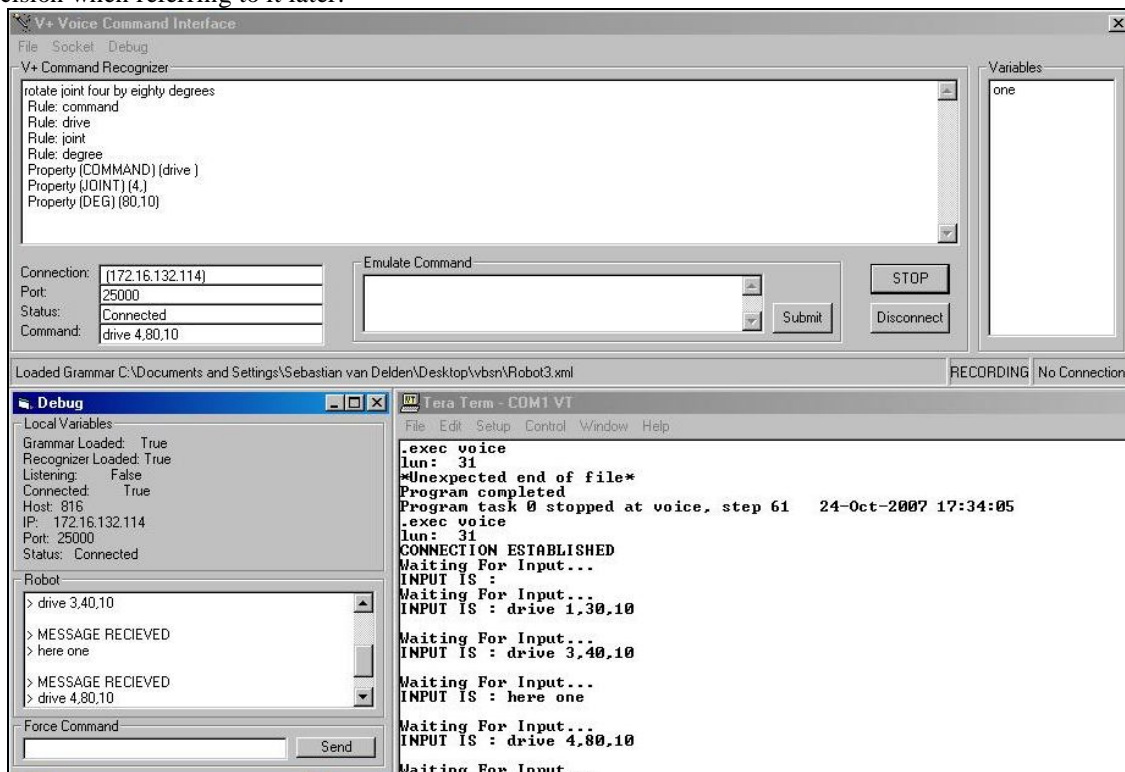 cision when referring to it later.
V+ Voice Command Interface
File Socket Debug
V+ Command Recognizer
rotate joint four by eighty degrees
Rule: command
Rule: drive
Rule: joint
Rule: degree
Property (COMMAND) (drive )
Property (JOINT) (4,)
Property (DEG) (80,10)
Variables
one
Connection: (172.16.132.114)
Port: 25000
Status: Connected
Command: drive 4,80,10
Emulate Command
Submit
STOP
Disconnect
Loaded Grammar C:\Documents and Settings\Sebastian van Delden\Desktop\vbsn\Robot3.xml
RECORDING No Connection
Debug
Local Variables
Grammar Loaded: True
Recognizer Loaded: True
Listening: False
Connected: True
Host: 816
IP: 172.16.132.114
Port: 25000
Status: Connected
Robot
> drive 3,40,10
> MESSAGE RECIEVED
> here one
> MESSAGE RECIEVED
> drive 4,80,10
Force Command
Send
Tera Term - COM1 VT
File Edit Setup Control Window Help
.exec voice
lun: 31
*Unexpected end of file*
Program completed
Program task 0 stopped at voice, step 61 24-Oct-2007 17:34:05
.exec voice
lun: 31
CONNECTION ESTABLISHED
Waiting For Input...
INPUT IS :
Waiting For Input...
INPUT IS : drive 1,30,10
Waiting For Input...
INPUT IS : drive 3,40,10
Waiting For Input...
INPUT IS : here one
Waiting For Input...
INPUT IS : drive 4,80,10
Waiting For Input...